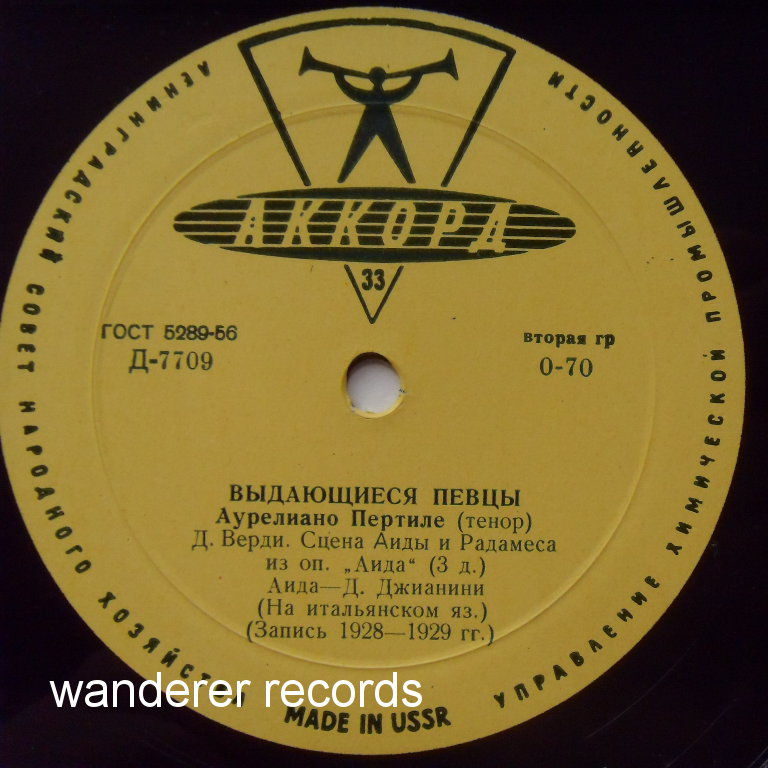 ЛЕНИНГРАДСКИЙ СОВЕТ НАРОДНОГО ХОЗЯЙСТВА
УПРАВЛЕНИЕ ХИМИЧЕСКОЙ ПРОМЫШЛЕННОСТИ
АККОРД
33
ГОСТ 5289-56
Д-7709
вторая гр
0-70
ВЫДАЮЩИЕСЯ ПЕВЦЫ
Аурелиано Пертиле (тенор)
Д. Верди. Сцена Аиды и Радамеса
из оп. „Аида“ (3 д.)
Аида—Д. Джианини
(На итальянском яз.)
(Запись 1928—1929 гг.)
wanderer records
MADE IN USSR